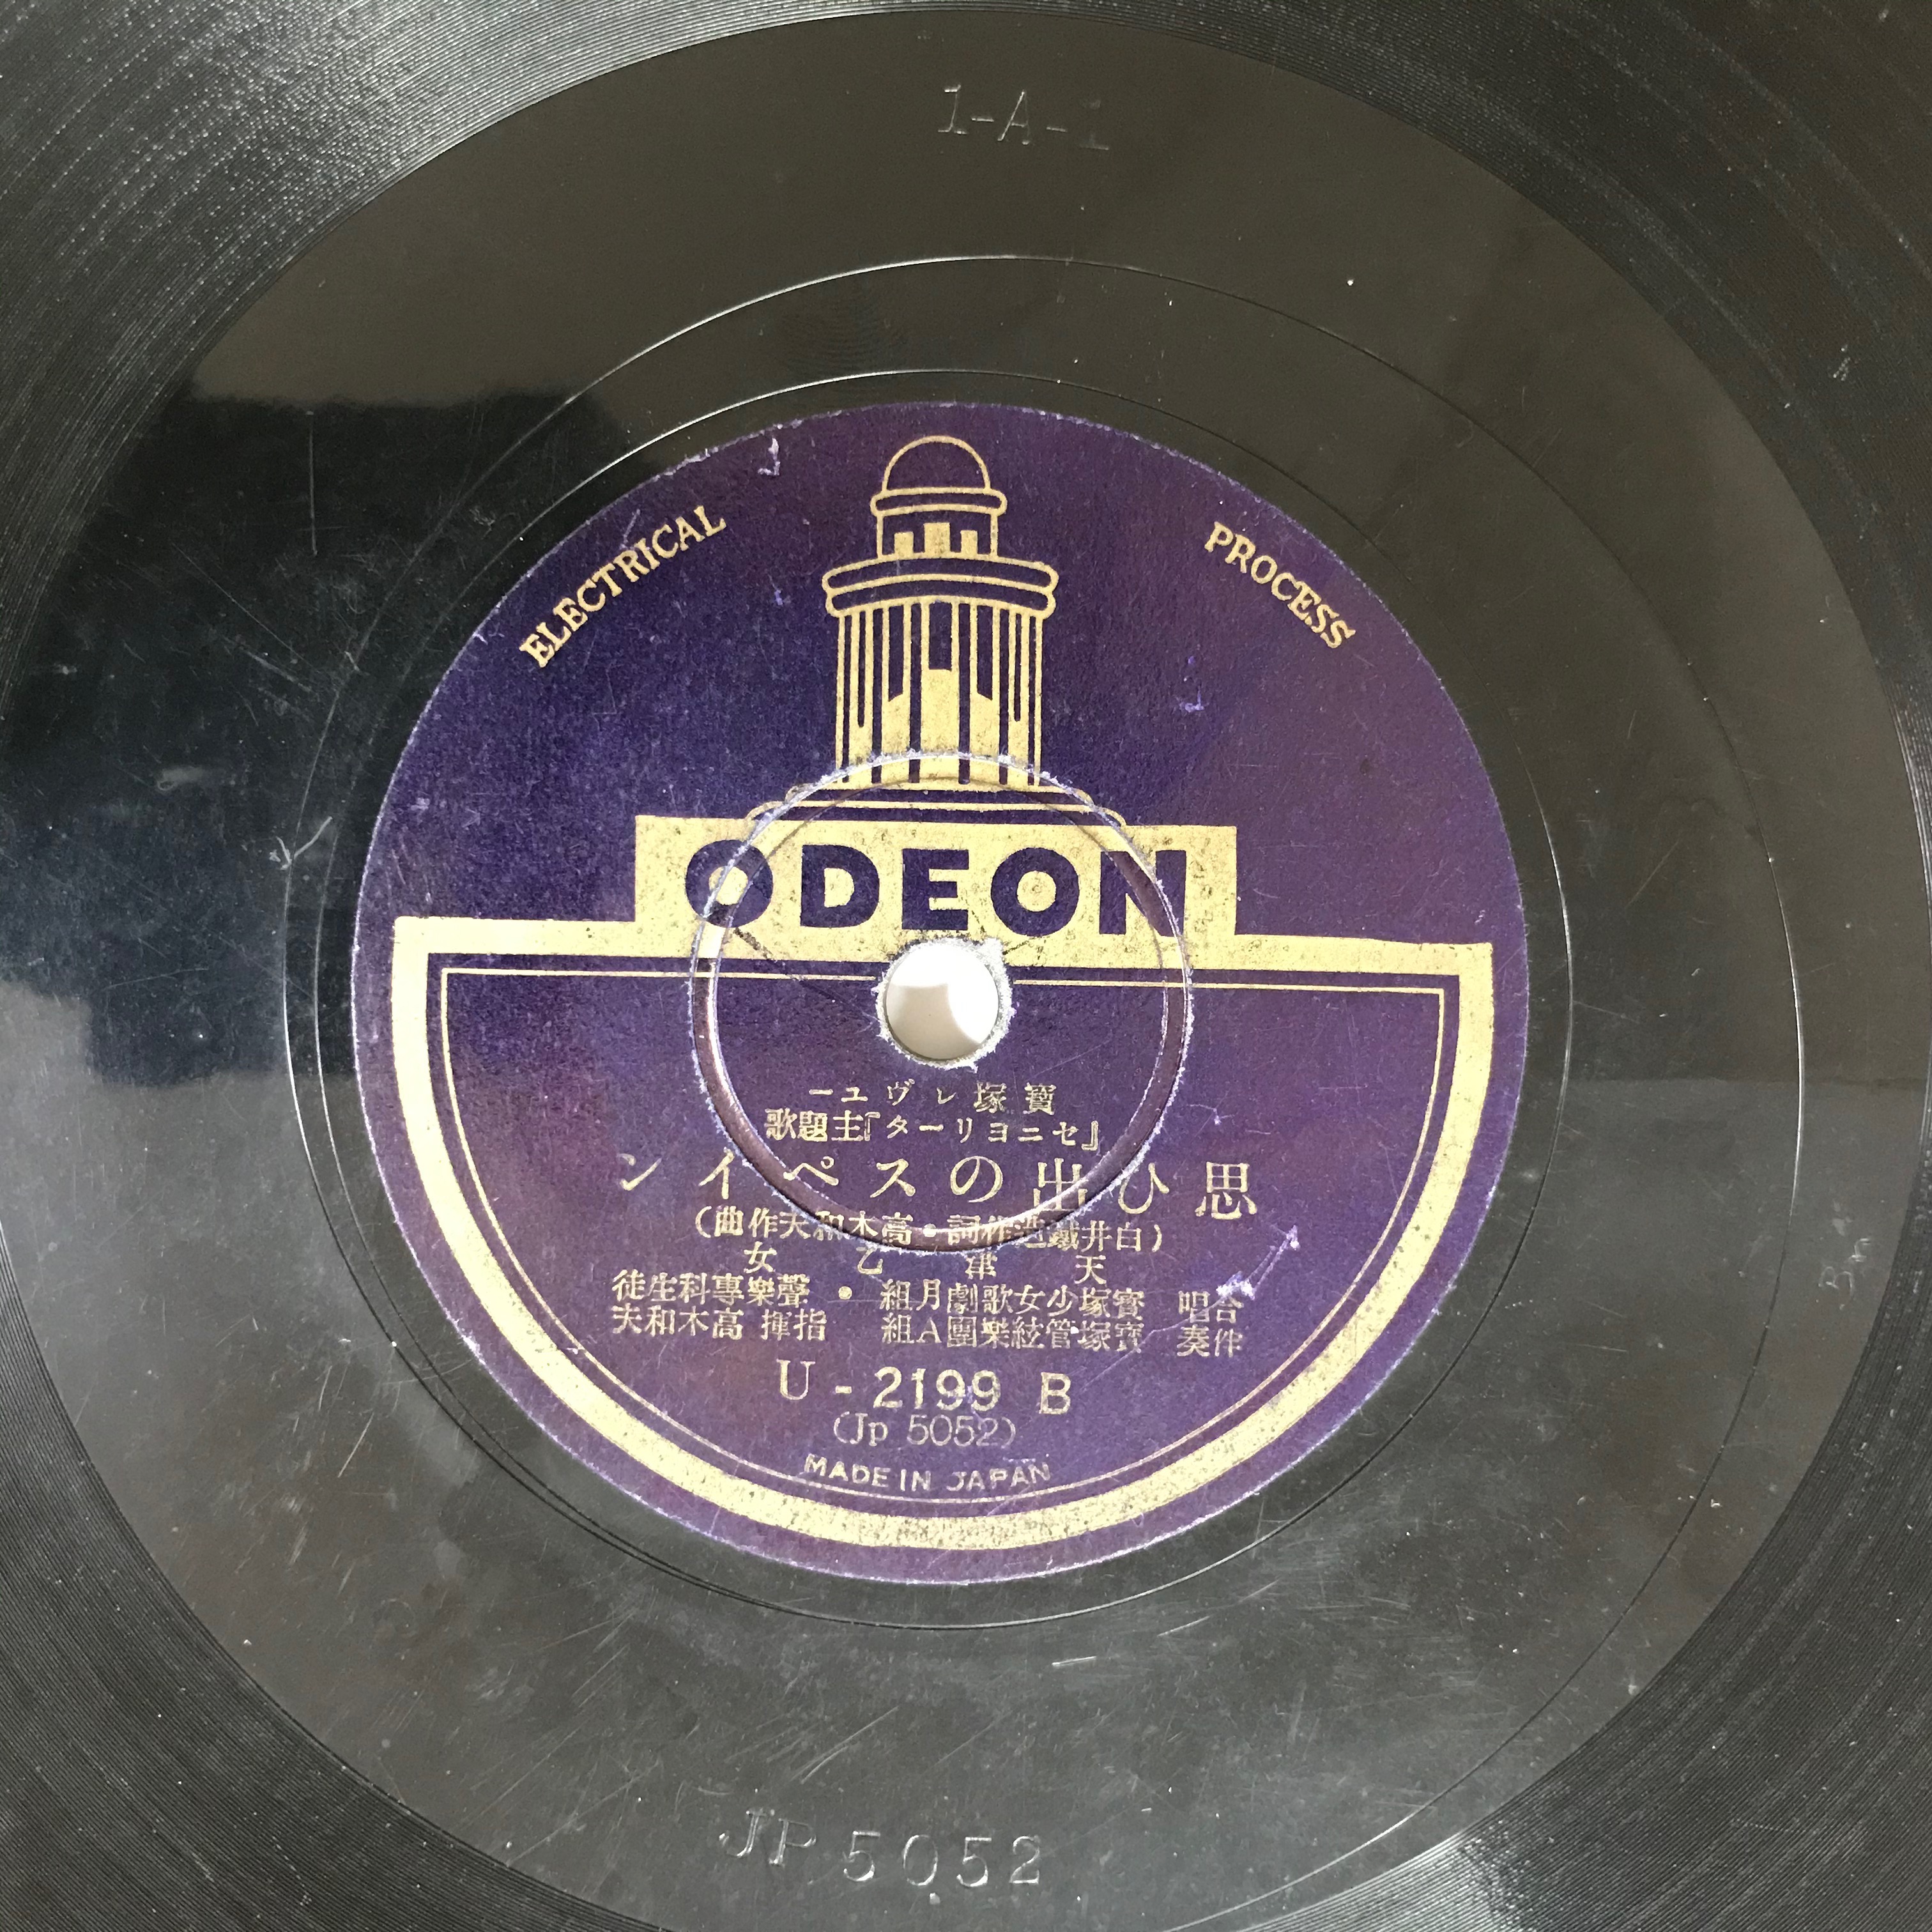 1-A-1
ELECTRICAL PROCESS
ODEON
寶塚レヴユー
『セニヨリータ』主題歌
思ひ出のスペイン
(白井鐵造作詞・高木和夫作曲)
天津乙女
合唱 寶塚少女歌劇月組・聲樂專科生徒
伴奏 寶塚管絃樂團A組 指揮 高木和夫
U-2199 B
(Jp 5052)
MADE IN JAPAN
JP 5052